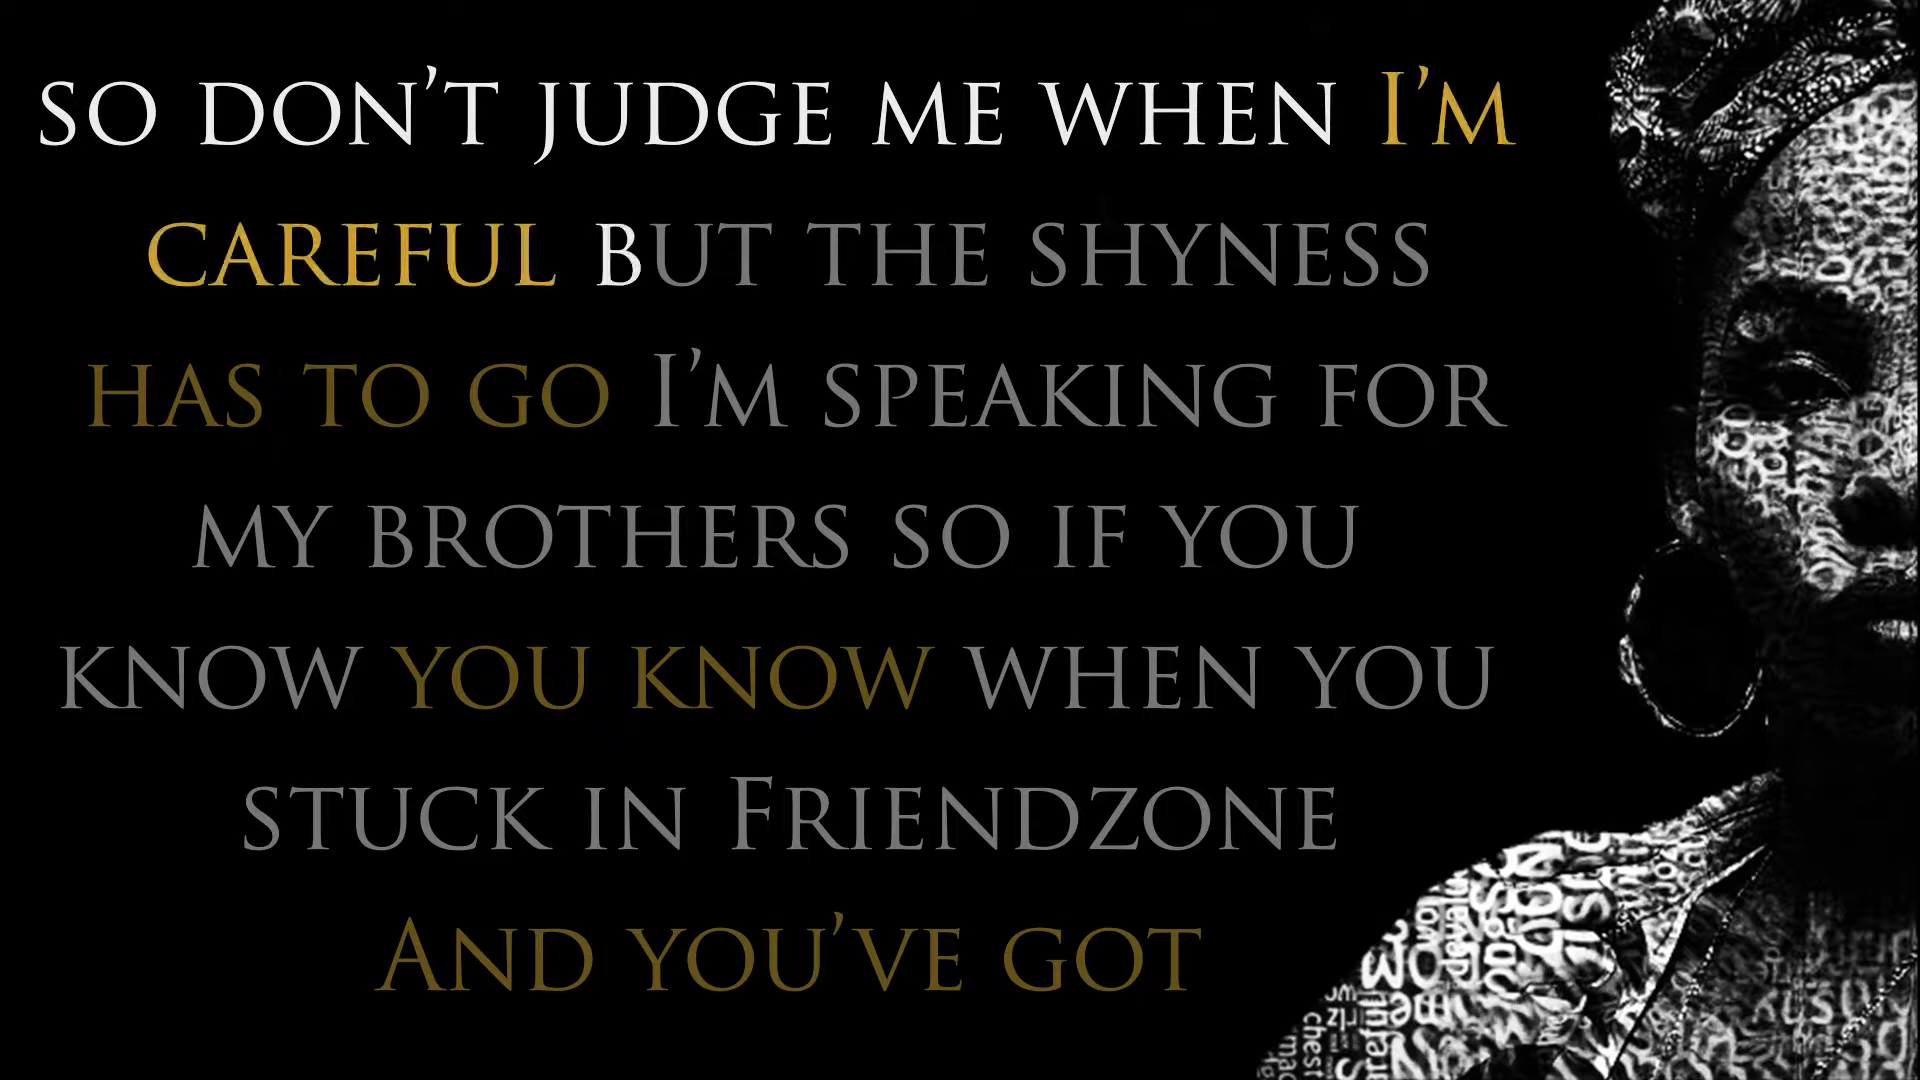 so don’t judge me when I’m
careful but the shyness
has to go I’m speaking for
my brothers so if you
know you know when you
stuck in Friendzone
And you’ve got
chest